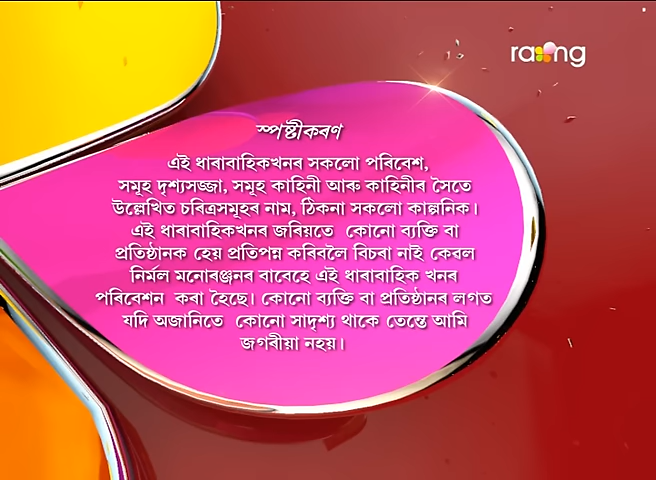 rang
স্পষ্টীকৰণ
এই ধাৰাবাহিকখনৰ সকলো পৰিবেশ,
সমূহ দৃশ্যসজ্জা, সমূহ কাহিনী আৰু কাহিনীৰ সৈতে
উল্লেখিত চৰিত্ৰসমূহৰ নাম, ঠিকনা সকলো কাল্পনিক।
এই ধাৰাবাহিকখনৰ জৰিয়তে কোনো ব্যক্তি বা
প্ৰতিষ্ঠানক হেয় প্ৰতিপন্ন কৰিবলৈ বিচৰা নাই কেৱল
নিৰ্মল মনোৰঞ্জনৰ বাবেহে এই ধাৰাবাহিক খনৰ
পৰিবেশন কৰা হৈছে। কোনো ব্যক্তি বা প্ৰতিষ্ঠানৰ লগত
যদি অজানিতে কোনো সাদৃশ্য থাকে তেন্তে আমি
জগৰীয়া নহয়।